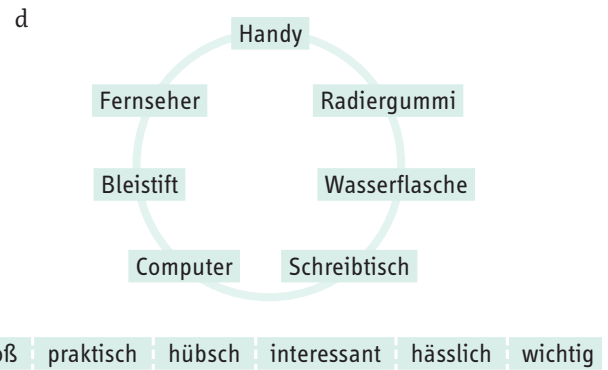 d
Handy
Fernseher Radiergummi
Bleistift Wasserflasche
Computer Schreibtisch
praktisch hübsch interessant hässlich wichtig